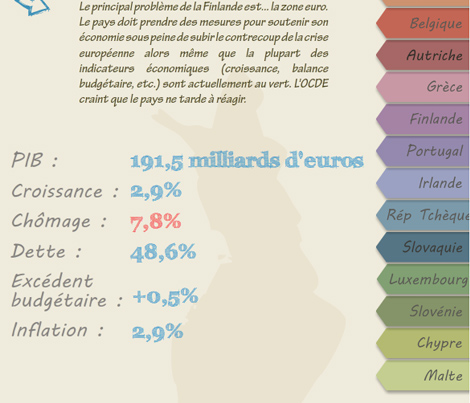 Le principal problème de la Finlande est... la zone euro.
Le pays doit prendre des mesures pour soutenir son
économie sous peine de subir le contrecoup de la crise
européenne alors même que la plupart des
indicateurs économiques (croissance, balance
budgétaire, etc.) sont actuellement au vert. L'OCDE
craint que le pays ne tarde à réagir.
PIB : 191,5 milliards d'euros
Croissance : 2,9%
Chômage : 7,8%
Dette : 48,6%
Excédent
budgétaire : +0,5%
Inflation : 2,9%
Belgique
Autriche
Grèce
Finlande
Portugal
Irlande
Rép Tchèque
Slovaquie
Luxembourg
Slovénie
Chypre
Malte